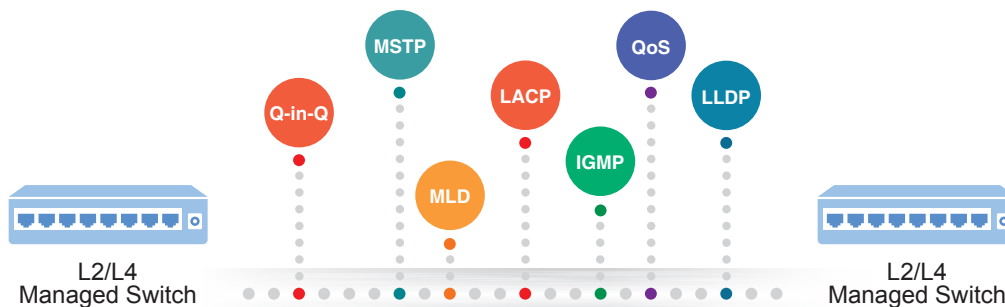 MSTP
QoS
LACP
LLDP
Q-in-Q
IGMP
MLD
L2/L4
Managed Switch
L2/L4
Managed Switch